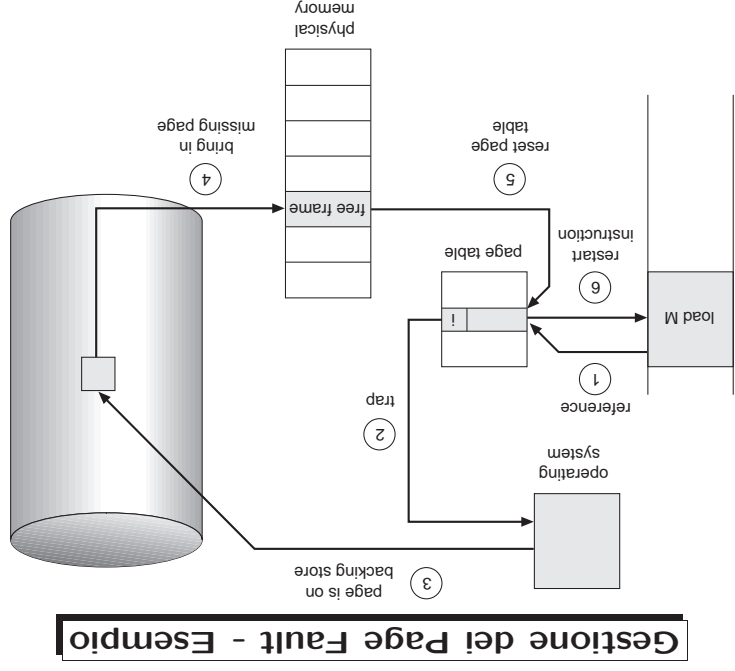 Gestione dei Page Fault - Esempio
3
page is on
backing store
operating
system
2
trap
reference
1
load M
6
restart
instruction
i
page table
5
reset page
table
free frame
4
bring in
missing page
physical
memory